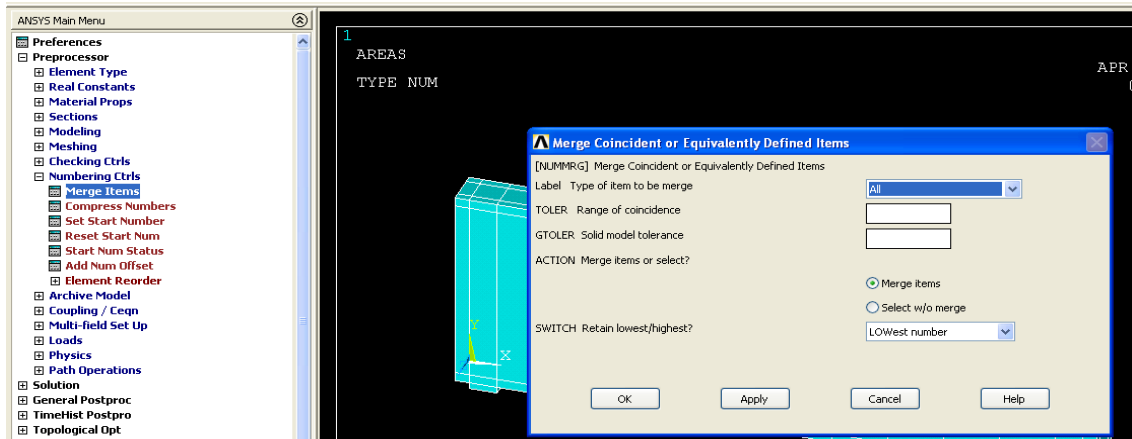 ANSYS Main Menu
Preferences
Preprocessor
Element Type
Real Constants
Material Props
Sections
Modeling
Meshing
Checking Ctrls
Numbering Ctrls
Merge Items
Compress Numbers
Set Start Number
Reset Start Num
Start Num Status
Add Num Offset
Element Reorder
Archive Model
Coupling / Ceqn
Multi-field Set Up
Loads
Physics
Path Operations
Solution
General Postproc
TimeHist Postpro
Topological Opt
1
AREAS
TYPE NUM
APR
Y
X
Merge Coincident or Equivalently Defined Items
[NUMMRG] Merge Coincident or Equivalently Defined Items
Label Type of item to be merge All
TOLER Range of coincidence
GTOLER Solid model tolerance
ACTION Merge items or select?
Merge items
Select w/o merge
SWITCH Retain lowest/highest? LOWest number
OK Apply Cancel Help